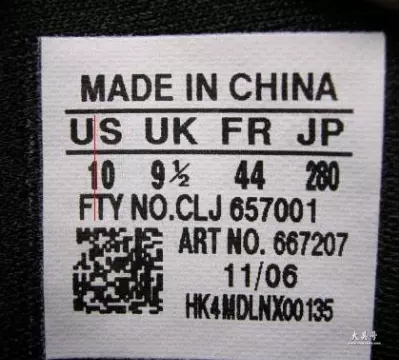 MADE IN CHINA
US UK FR JP
10 9½ 44 280
FTY NO.CLJ 657001
ART NO. 667207
11/06
HK4MDLNX00135